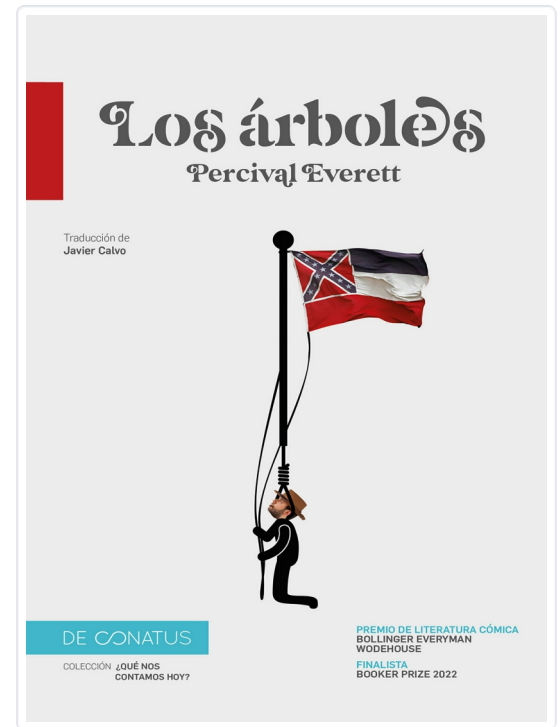 Los árboles
Percival Everett
Traducción de
Javier Calvo
DE CONATUS
COLECCIÓN ¿QUÉ NOS
CONTAMOS HOY?
PREMIO DE LITERATURA CÓMICA
BOLLINGER EVERYMAN
WODEHOUSE
FINALISTA
BOOKER PRIZE 2022